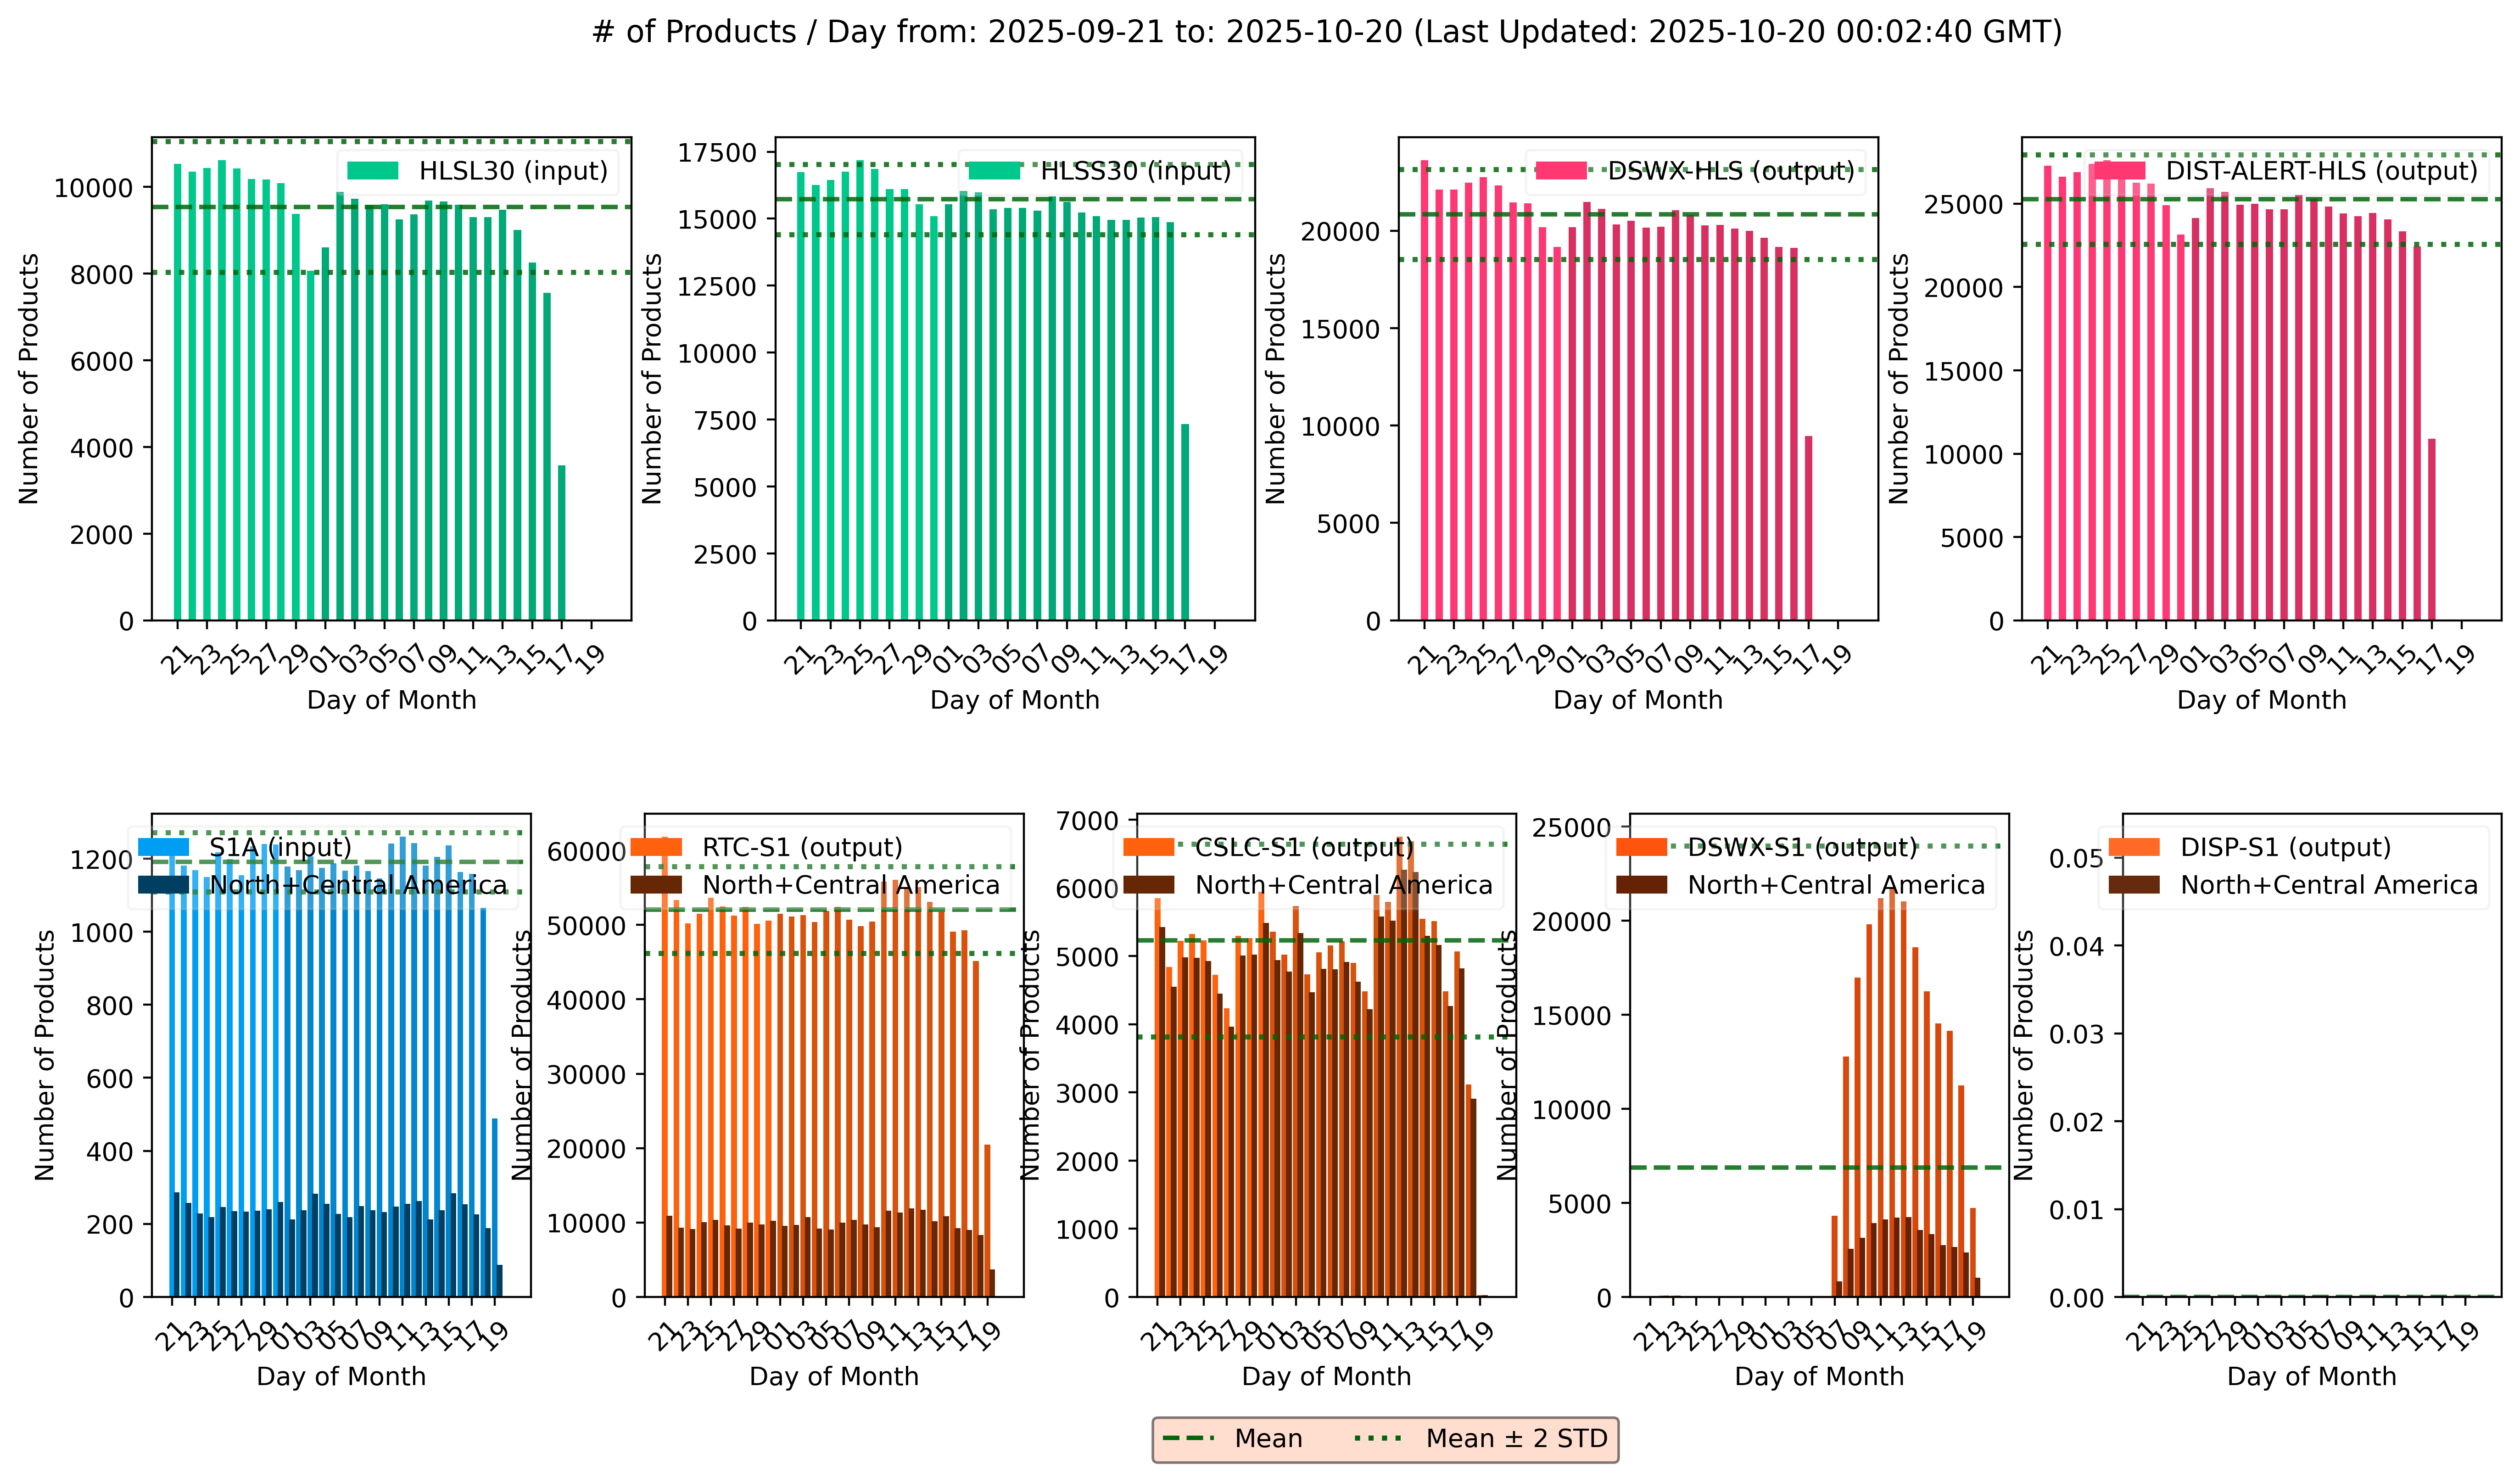 # of Products / Day from: 2025-09-21 to: 2025-10-20 (Last Updated: 2025-10-20 00:02:40 GMT)
HLSL30 (input)
Number of Products
10000
8000
6000
4000
2000
0
21 23 25 27 29 01 03 05 07 09 11 13 15 17 19
Day of Month
HLSS30 (input)
Number of Products
17500
15000
12500
10000
7500
5000
2500
0
21 23 25 27 29 01 03 05 07 09 11 13 15 17 19
Day of Month
DSWX-HLS (output)
Number of Products
20000
15000
10000
5000
0
21 23 25 27 29 01 03 05 07 09 11 13 15 17 19
Day of Month
DIST-ALERT-HLS (output)
Number of Products
25000
20000
15000
10000
5000
0
21 23 25 27 29 01 03 05 07 09 11 13 15 17 19
Day of Month
S1A (input)
North+Central America
Number of Products
1200
1000
800
600
400
200
0
21 23 25 27 29 01 03 05 07 09 11 13 15 17 19
Day of Month
RTC-S1 (output)
North+Central America
Number of Products
60000
50000
40000
30000
20000
10000
0
21 23 25 27 29 01 03 05 07 09 11 13 15 17 19
Day of Month
CSLC-S1 (output)
North+Central America
Number of Products
7000
6000
5000
4000
3000
2000
1000
0
21 23 25 27 29 01 03 05 07 09 11 13 15 17 19
Day of Month
DSWX-S1 (output)
North+Central America
Number of Products
25000
20000
15000
10000
5000
0
21 23 25 27 29 01 03 05 07 09 11 13 15 17 19
Day of Month
DISP-S1 (output)
North+Central America
Number of Products
0.05
0.04
0.03
0.02
0.01
0.00
21 23 25 27 29 01 03 05 07 09 11 13 15 17 19
Day of Month
Mean
Mean ± 2 STD